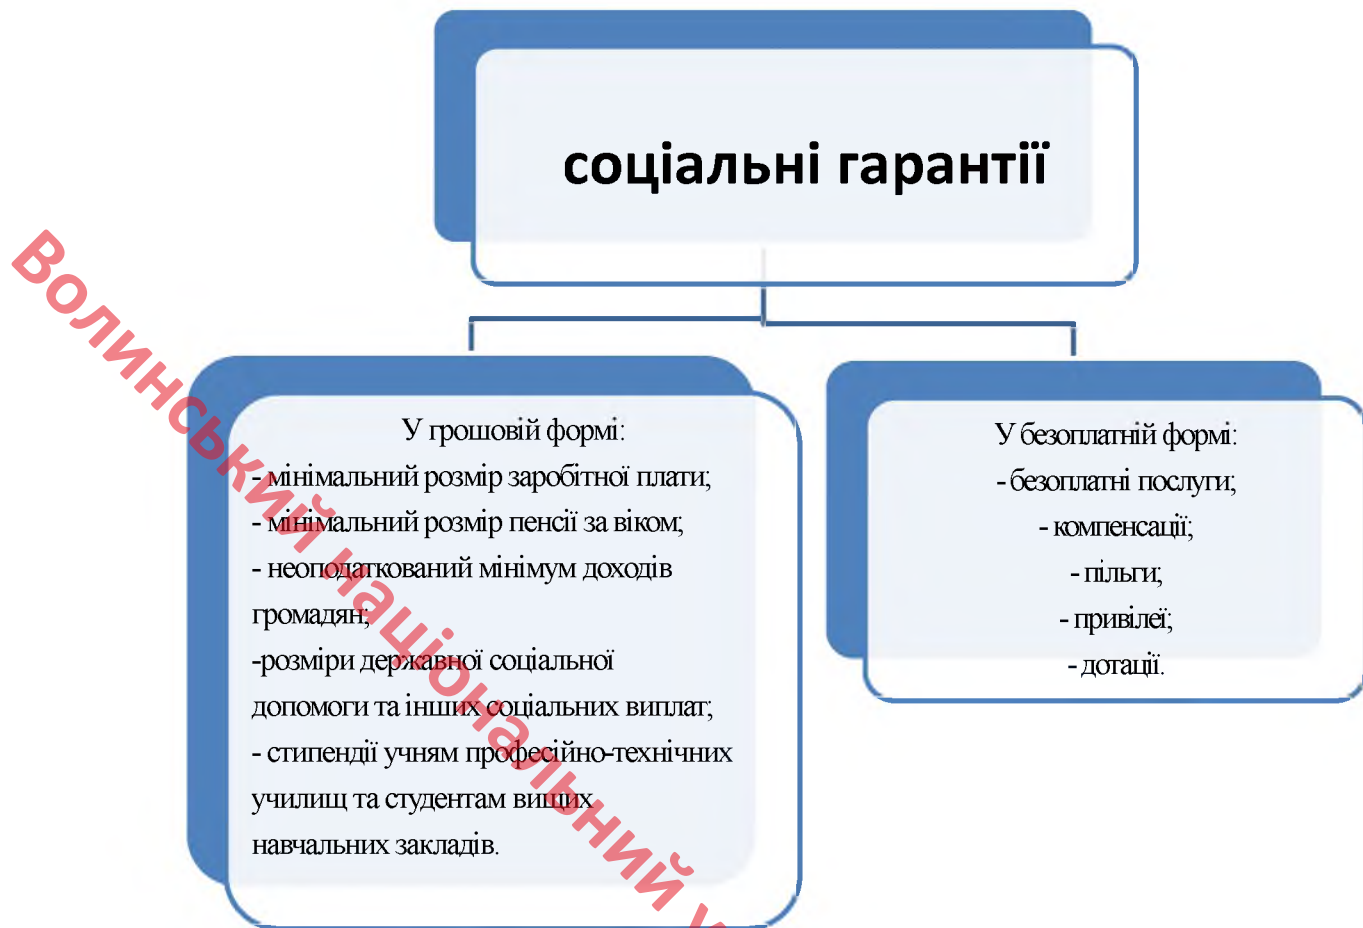 соціальні гарантії
У грошовій формі:
- мінімальний розмір заробітної плати;
- мінімальний розмір пенсії за віком;
- неоподаткований мінімум доходів
громадян;
-розміри державної соціальної
допомоги та інших соціальних виплат;
- стипендії учням професійно-технічних
училищ та студентам вищих
навчальних закладів.
У безоплатній формі:
- безоплатні послуги;
- компенсації;
- пільги;
- привілеї;
- дотації.
Волинський національний у